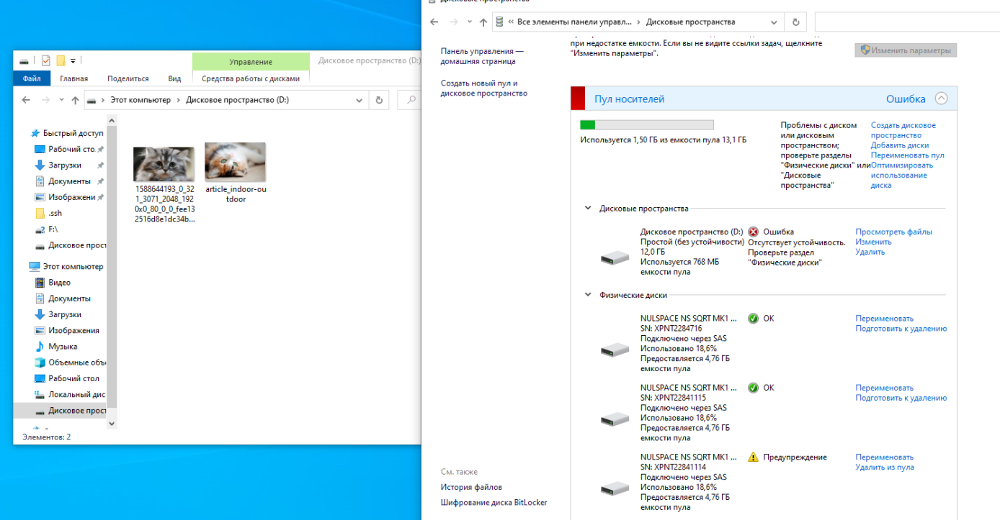 Управление
Дисковое пространство (D:)
Файл
Главная
Поделиться
Вид
Средства работы с дисками
Этот компьютер
Дисковое пространство (D:)
Быстрый доступ
Рабочий сто.
Загрузки
Документы
Изображени
.ssh
F:\
Дисковое прост
Этот компьютер
Видео
Документы
Загрузки
Изображения
Музыка
Объемные объ
Рабочий стол
Локальный дис
Дисковое прост
1588644193_0_32
1_3071_2048_192
0x0_80_0_0_fee13
2516d8e1dc34b...
article_indoor-ou
tdoor
Элементов: 2
Дисковые пространства
« Все элементы панели управл...
Дисковые пространства
Панель управления —
домашняя страница
Создать новый пул и
дисковое пространство
См. также
История файлов
Шифрование диска BitLocker
при недостатке емкости. Если вы не видите ссылки задач, щелкните
"Изменить параметры".
Изменить параметры
Пул носителей
Ошибка
Используется 1,50 ГБ из емкости пула 13,1 ГБ
Проблемы с диском
или дисковым
пространством;
проверьте разделы
"Физические диски" или
"Дисковые
пространства"
Создать дисковое
пространство
Добавить диски
Переименовать пул
Оптимизировать
использование
диска
Дисковые пространства
Дисковое пространство (D:)
Простой (без устойчивости)
12,0 ГБ
Используется 768 МБ
емкости пула
Ошибка
Отсутствует устойчивость.
Проверьте раздел
"Физические диски"
Просмотреть файлы
Изменить
Удалить
Физические диски
NULSPACE NS SQRT MK1 ...
SN: XPNT2284716
Подключено через SAS
Использовано 18,6%
Предоставляется 4,76 ГБ
емкости пула
OK
Переименовать
Подготовить к удалению
NULSPACE NS SQRT MK1 ...
SN: XPNT22841115
Подключено через SAS
Использовано 18,6%
Предоставляется 4,76 ГБ
емкости пула
OK
Переименовать
Подготовить к удалению
NULSPACE NS SQRT MK1 ...
SN: XPNT22841114
Подключено через SAS
Использовано 18,6%
Предоставляется 4,76 ГБ
емкости пула
Предупреждение
Переименовать
Удалить из пула